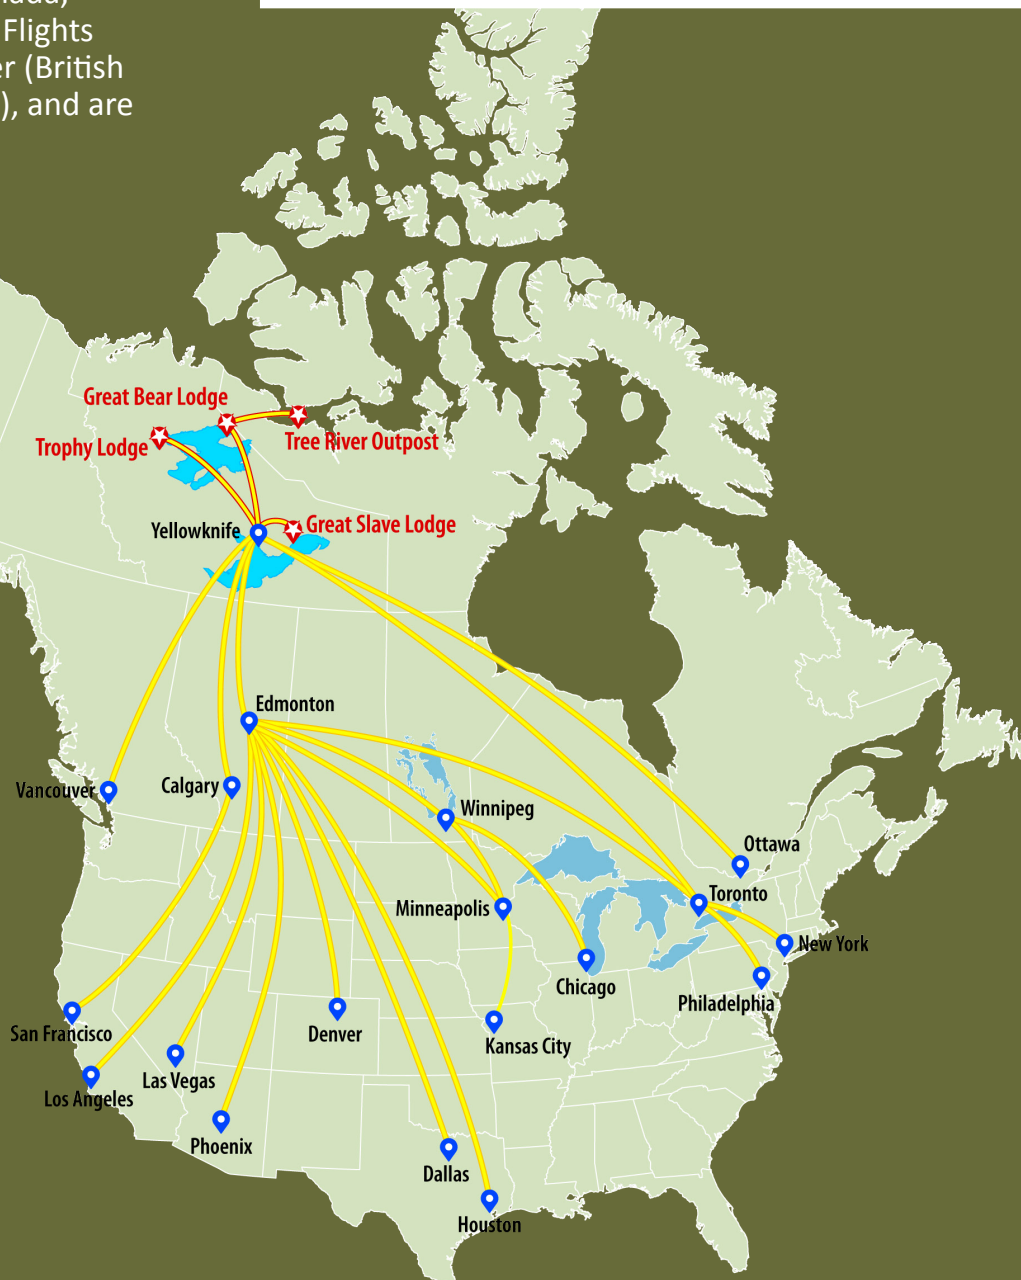 Flights
(British
), and are
Great Bear Lodge
Trophy Lodge
Tree River Outpost
Yellowknife
Great Slave Lodge
Edmonton
Vancouver
Calgary
Winnipeg
Ottawa
Toronto
Minneapolis
New York
Chicago
Philadelphia
San Francisco
Denver
Kansas City
Las Vegas
Los Angeles
Phoenix
Dallas
Houston